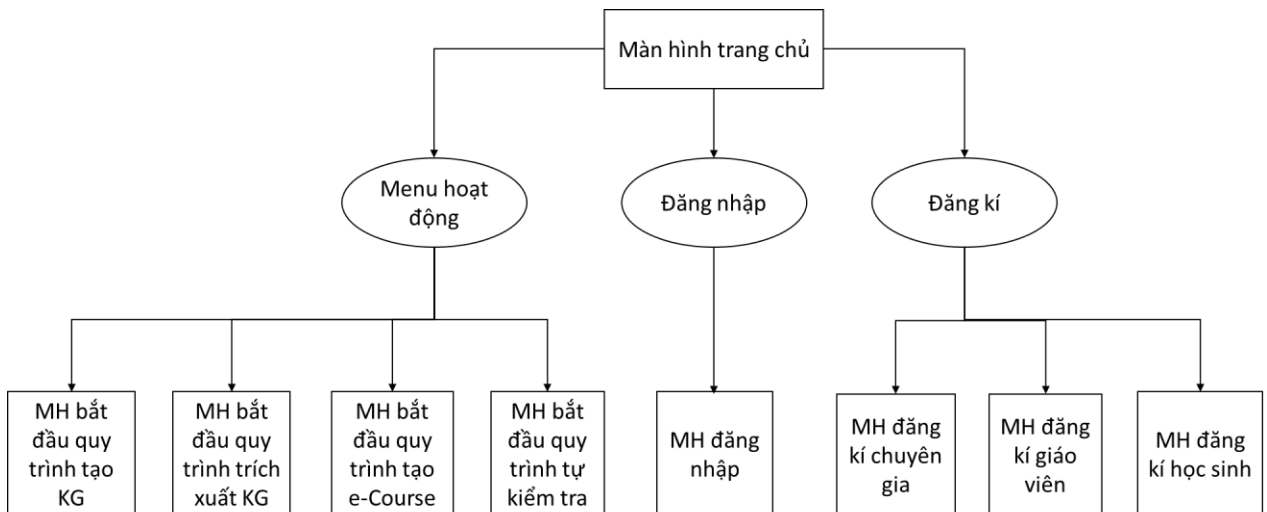 Màn hình trang chủ
Menu hoạt
động
Đăng nhập
Đăng kí
MH bắt
đầu quy
trình tạo
KG
MH bắt
đầu quy
trình trích
xuất KG
MH bắt
đầu quy
trình tạo
e-Course
MH bắt
đầu quy
trình tự
kiểm tra
MH đăng
nhập
MH đăng
kí chuyên
gia
MH đăng
kí giáo
viên
MH đăng
kí học sinh